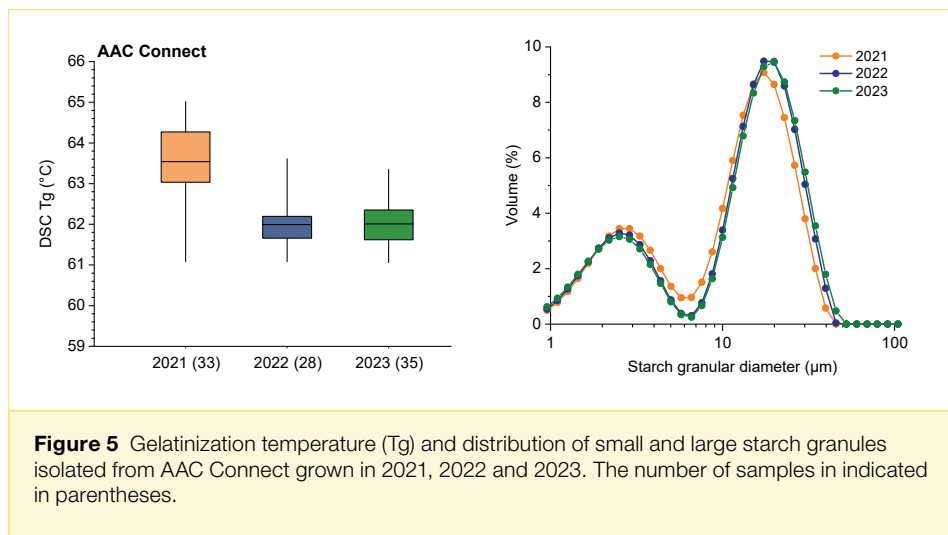 AAC Connect
66
65
64
63
62
61
60
59
DSC Tg (°C)
2021 (33) 2022 (28) 2023 (35)
10
8
6
4
2
0
Volume (%)
2021
2022
2023
1 10 100
Starch granular diameter (µm)
Figure 5 Gelatinization temperature (Tg) and distribution of small and large starch granules
isolated from AAC Connect grown in 2021, 2022 and 2023. The number of samples in indicated
in parentheses.